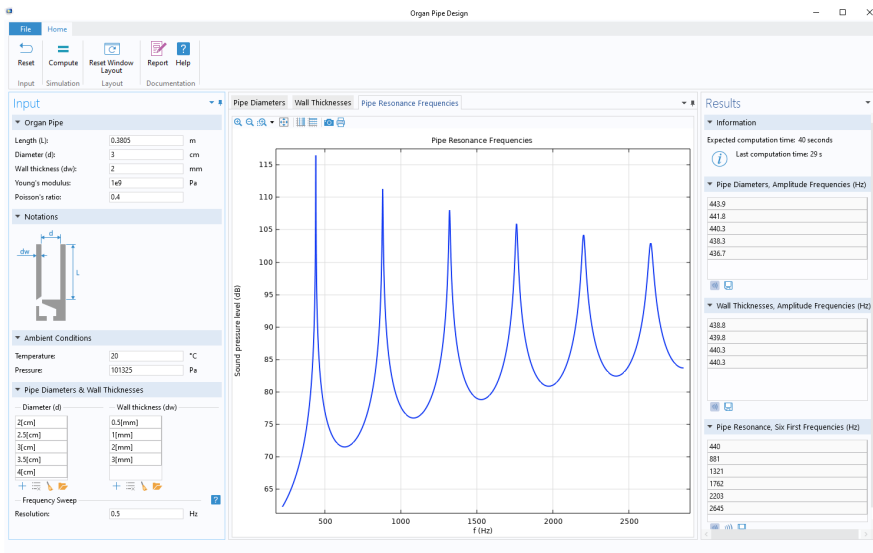 Organ Pipe Design
File Home
Reset Compute Reset Window Layout Report Help
Input Simulation Layout Documentation
Input
Organ Pipe
Length (L): 0.3805 m
Diameter (d): 3 cm
Wall thickness (dw): 2 mm
Young's modulus: 1e9 Pa
Poisson's ratio: 0.4
Notations
d
dw
L
Ambient Conditions
Temperature: 20 °C
Pressure: 101325 Pa
Pipe Diameters & Wall Thicknesses
Diameter (d) Wall thickness (dw)
2[cm] 0.5[mm]
2.5[cm] 1[mm]
3[cm] 2[mm]
3.5[cm] 3[mm]
4[cm]
Frequency Sweep
?
Resolution: 0.5 Hz
Pipe Diameters Wall Thicknesses Pipe Resonance Frequencies
Pipe Resonance Frequencies
Sound pressure level (dB)
115
110
105
100
95
90
85
80
75
70
65
500 1000 1500 2000 2500
f (Hz)
Results
Information
Expected computation time: 40 seconds
Last computation time: 29 s
Pipe Diameters, Amplitude Frequencies (Hz)
443.9
441.8
440.3
438.3
436.7
Wall Thicknesses, Amplitude Frequencies (Hz)
438.8
439.8
440.3
440.3
Pipe Resonance, Six First Frequencies (Hz)
440
881
1321
1762
2203
2645